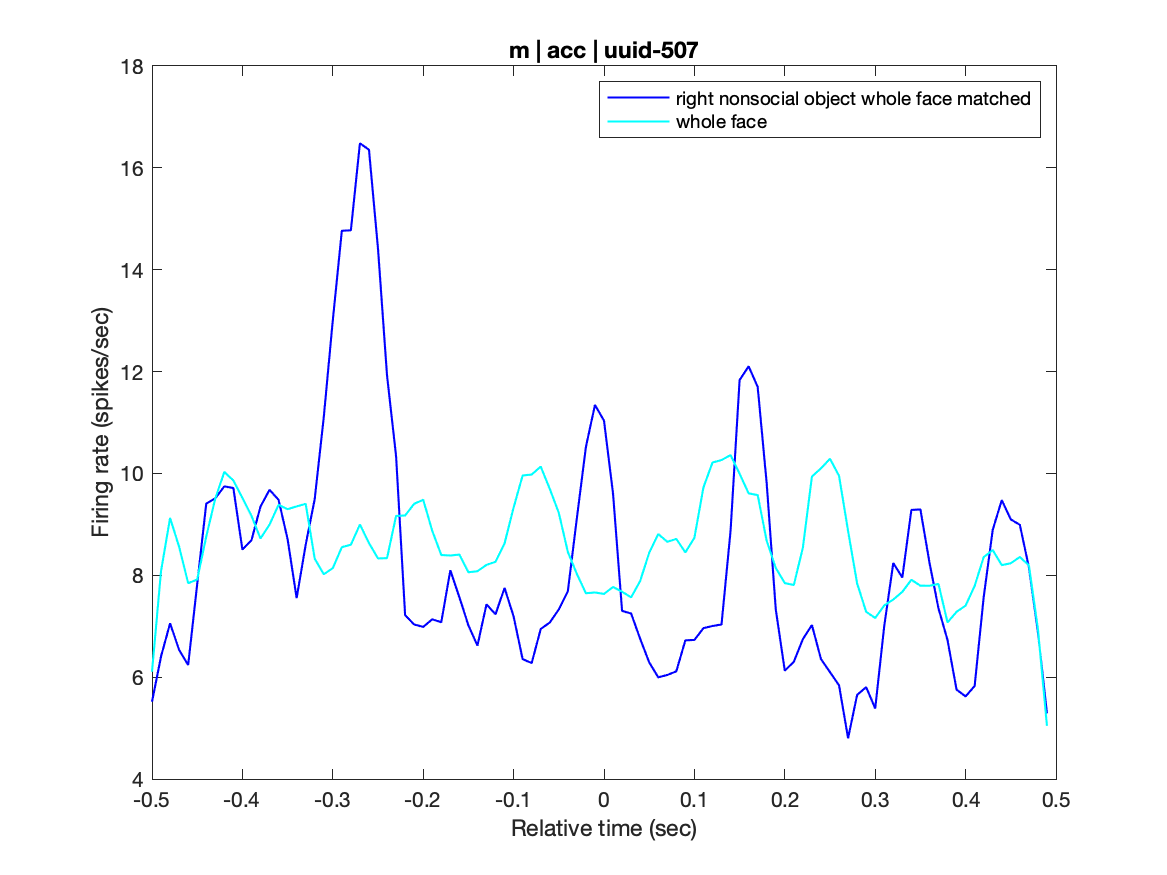 m | acc | uuid-507
18
16
14
12
10
8
6
4
Firing rate (spikes/sec)
right nonsocial object whole face matched
whole face
-0.5 -0.4 -0.3 -0.2 -0.1 0 0.1 0.2 0.3 0.4 0.5
Relative time (sec)